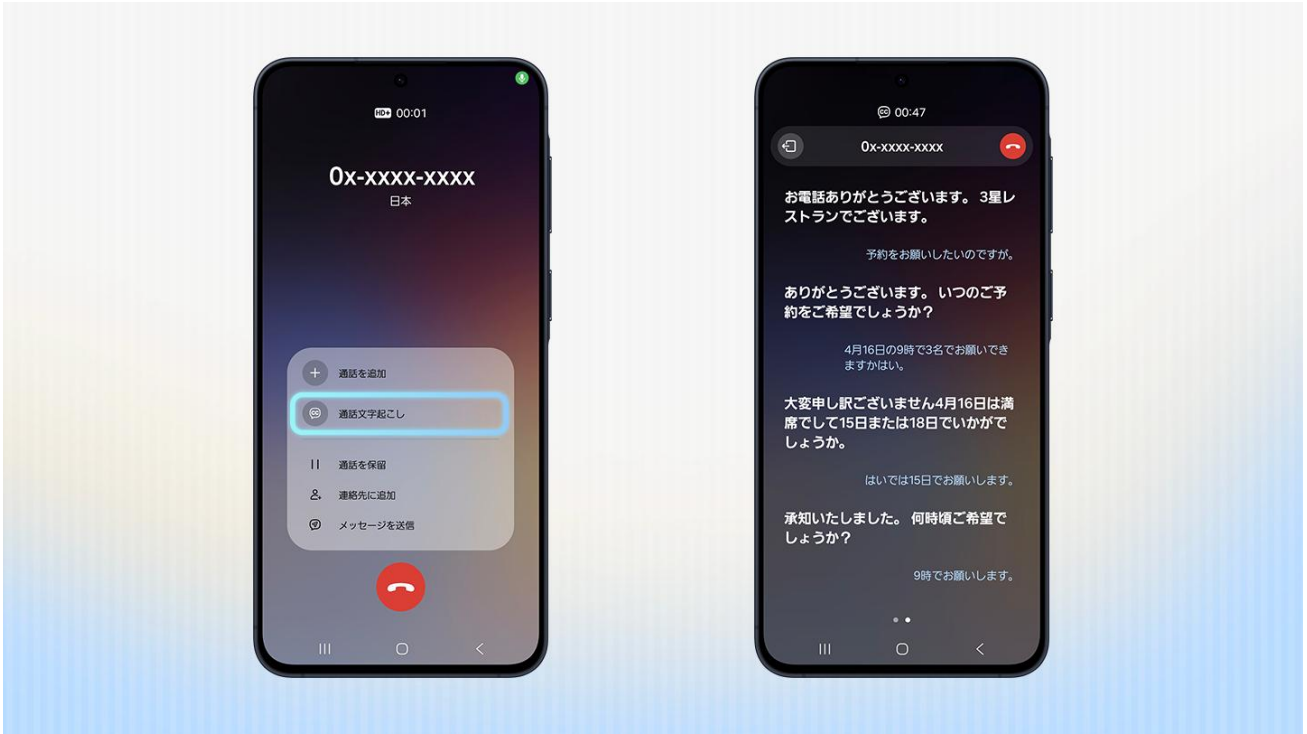 HD+ 00:01
0x-xxxx-xxxx
日本
通話を追加
通話文字起こし
通話を保留
連絡先に追加
メッセージを送信
CC 00:47
0x-xxxx-xxxx
お電話ありがとうございます。 3星レ
ストランでございます。
予約をお願いしたいのですが。
ありがとうございます。 いつのご予
約をご希望でしょうか?
4月16日の9時で3名でお願いでき
ますかはい。
大変申し訳ございません4月16日は満
席でして15日または18日でいかがで
しょうか。
はいでは15日でお願いします。
承知いたしました。 何時頃ご希望で
しょうか?
9時でお願いします。